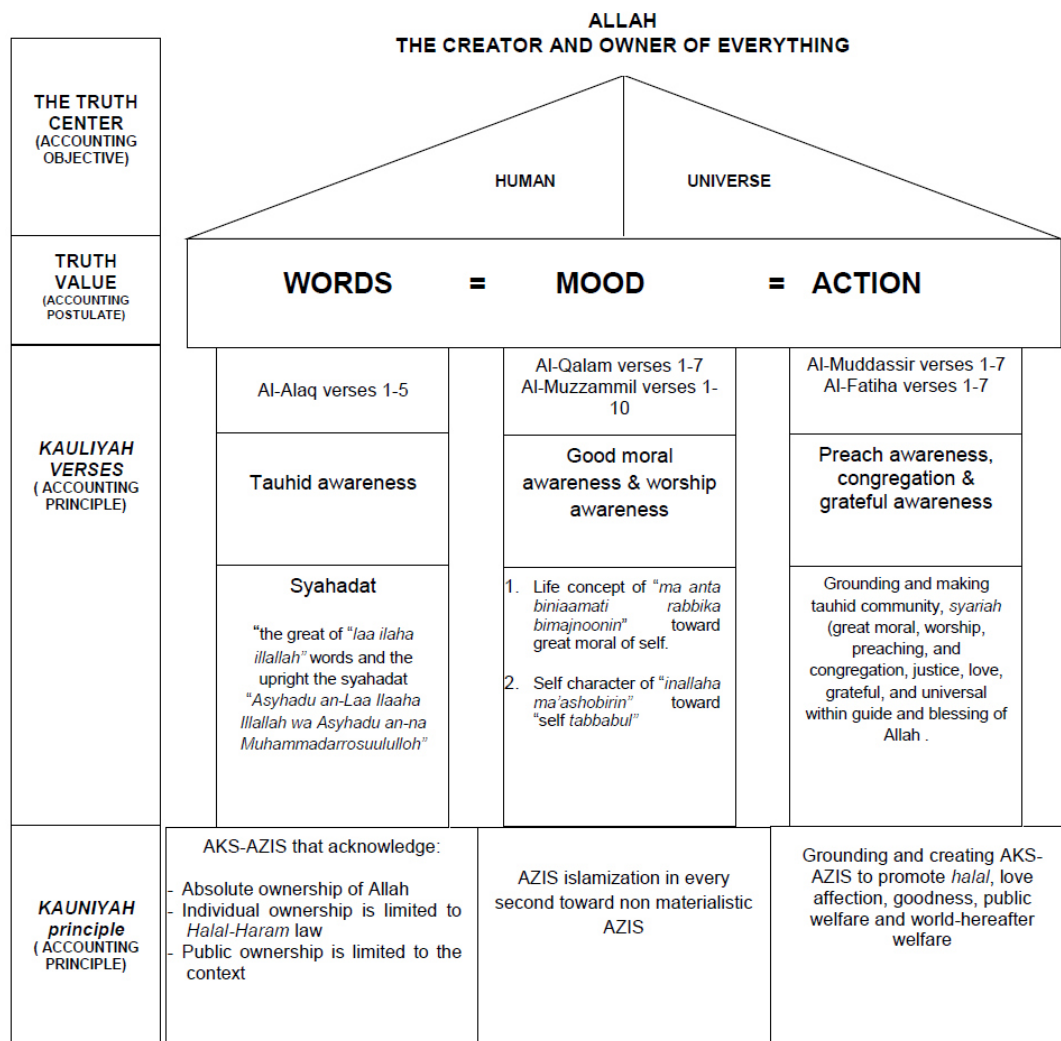 ALLAH
THE CREATOR AND OWNER OF EVERYTHING
THE TRUTH
CENTER
(ACCOUNTING
OBJECTIVE)
HUMAN
UNIVERSE
TRUTH
VALUE
(ACCOUNTING
POSTULATE)
WORDS = MOOD = ACTION
KAULIYAH
VERSES
( ACCOUNTING
PRINCIPLE)
Al-Alaq verses 1-5
Al-Qalam verses 1-7
Al-Muzzammil verses 1-
10
Al-Muddassir verses 1-7
Al-Fatiha verses 1-7
Tauhid awareness
Good moral
awareness & worship
awareness
Preach awareness,
congregation &
grateful awareness
Syahadat
“the great of “laa ilaha
illallah” words and the
upright the syahadat
“Asyhadu an-Laa Ilaaha
Illallah wa Asyhadu an-na
Muhammadarrosuululloh”
1. Life concept of “ma anta
biniaamati rabbika
bimajnoonin” toward
great moral of self.
2. Self character of “inallaha
ma’ashobirin” toward
“self tabbabul”
Grounding and making
tauhid community, syariah
(great moral, worship,
preaching, and
congregation, justice, love,
grateful, and universal
within guide and blessing of
Allah .
KAUNIYAH
principle
( ACCOUNTING
PRINCIPLE)
AKS-AZIS that acknowledge:
- Absolute ownership of Allah
- Individual ownership is limited to
Halal-Haram law
- Public ownership is limited to the
context
AZIS islamization in every
second toward non materialistic
AZIS
Grounding and creating AKS-
AZIS to promote halal, love
affection, goodness, public
welfare and world-hereafter
welfare